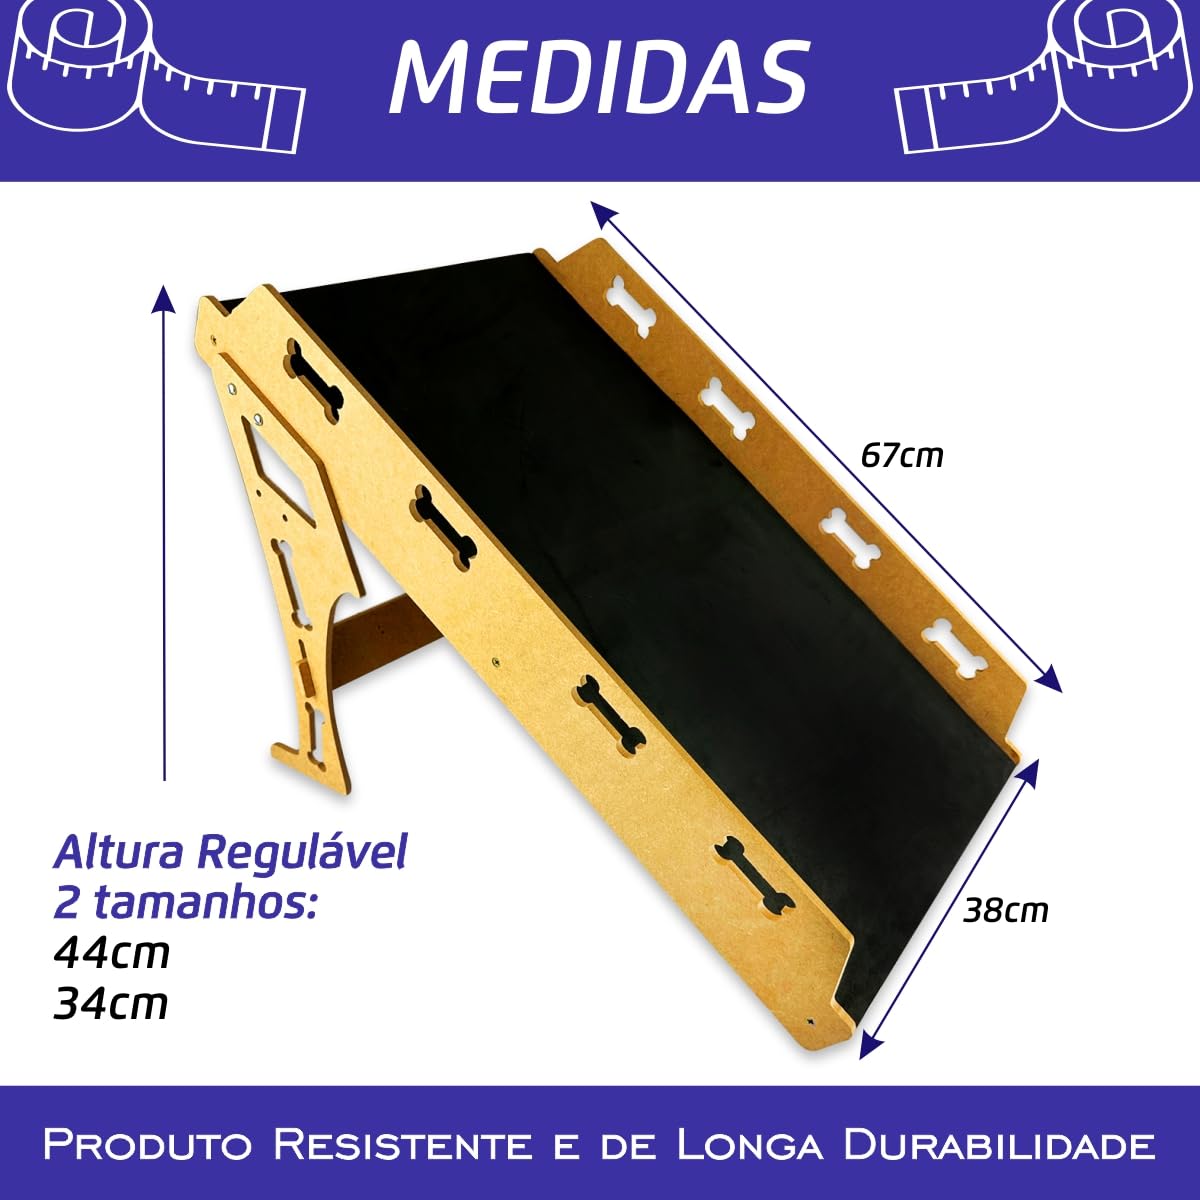 MEDIDAS
67cm
Altura Regulável
2 tamanhos:
44cm
34cm
38cm
Produto Resistente e de Longa Durabilidade